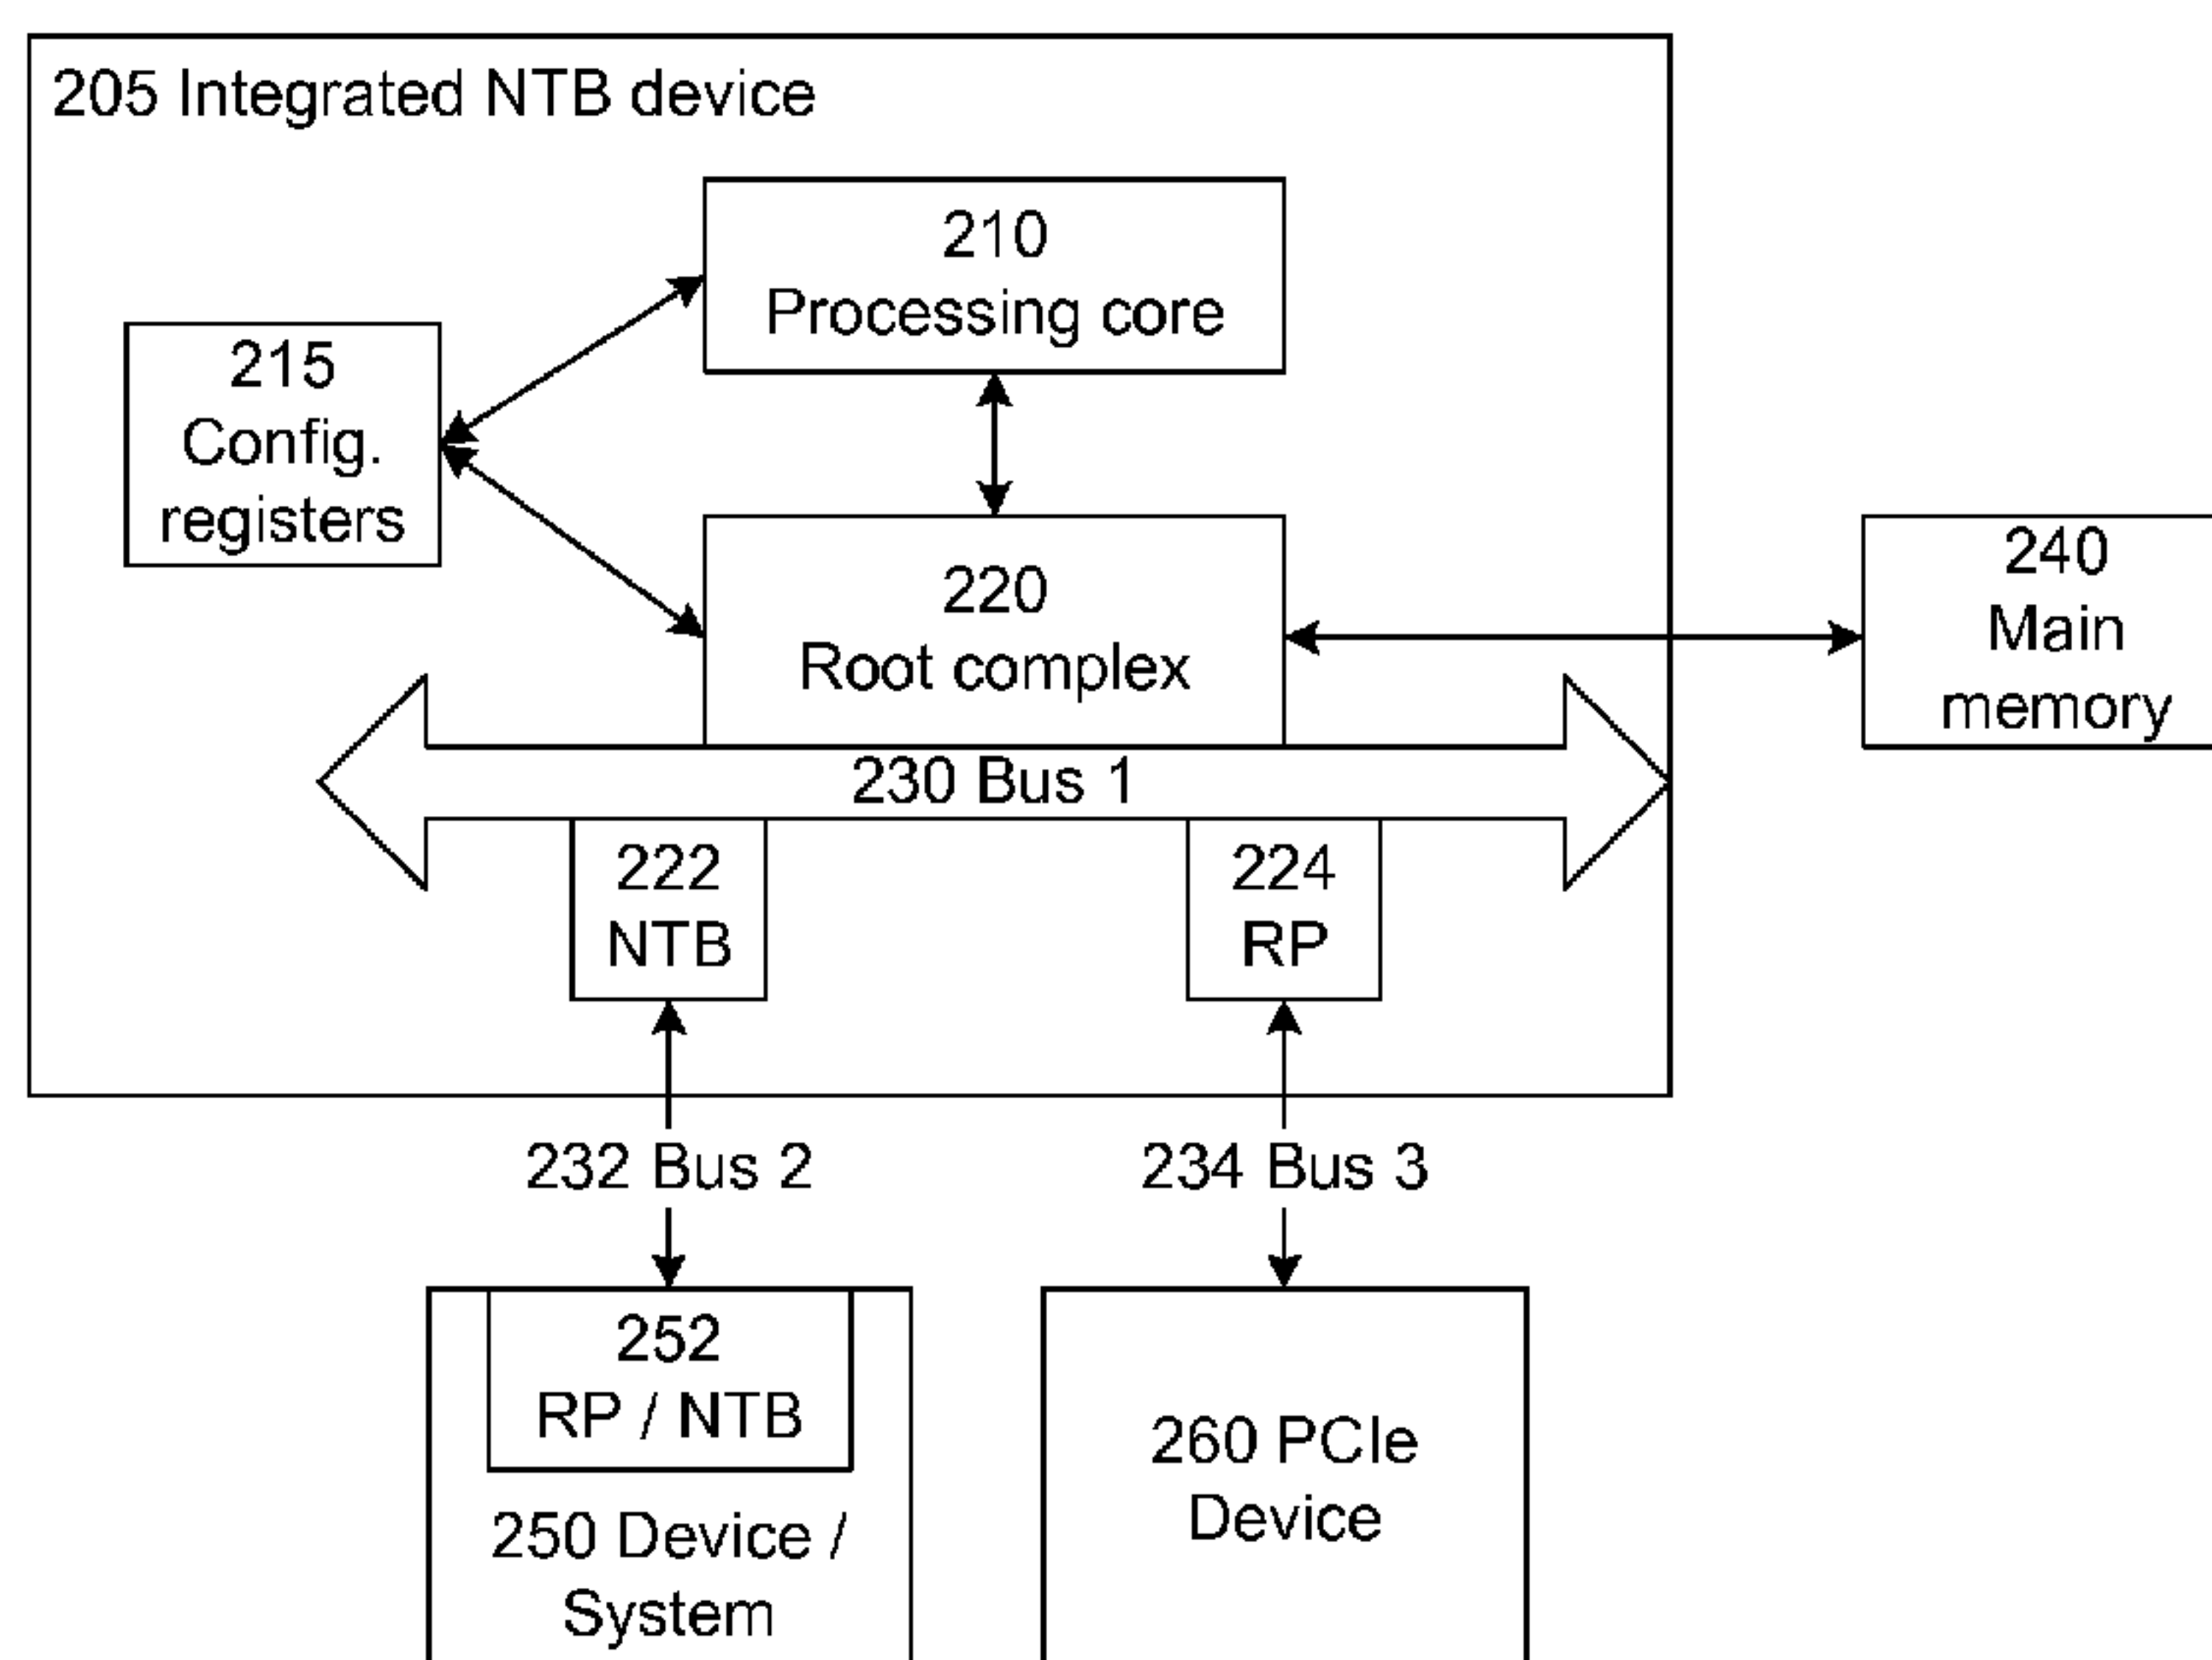 205 Integrated NTB device
210
Processing core
215
Config.
registers
220
Root complex
240
Main
memory
230 Bus 1
222
NTB
224
RP
232 Bus 2
234 Bus 3
252
RP / NTB
250 Device /
System
260 PCIe
Device